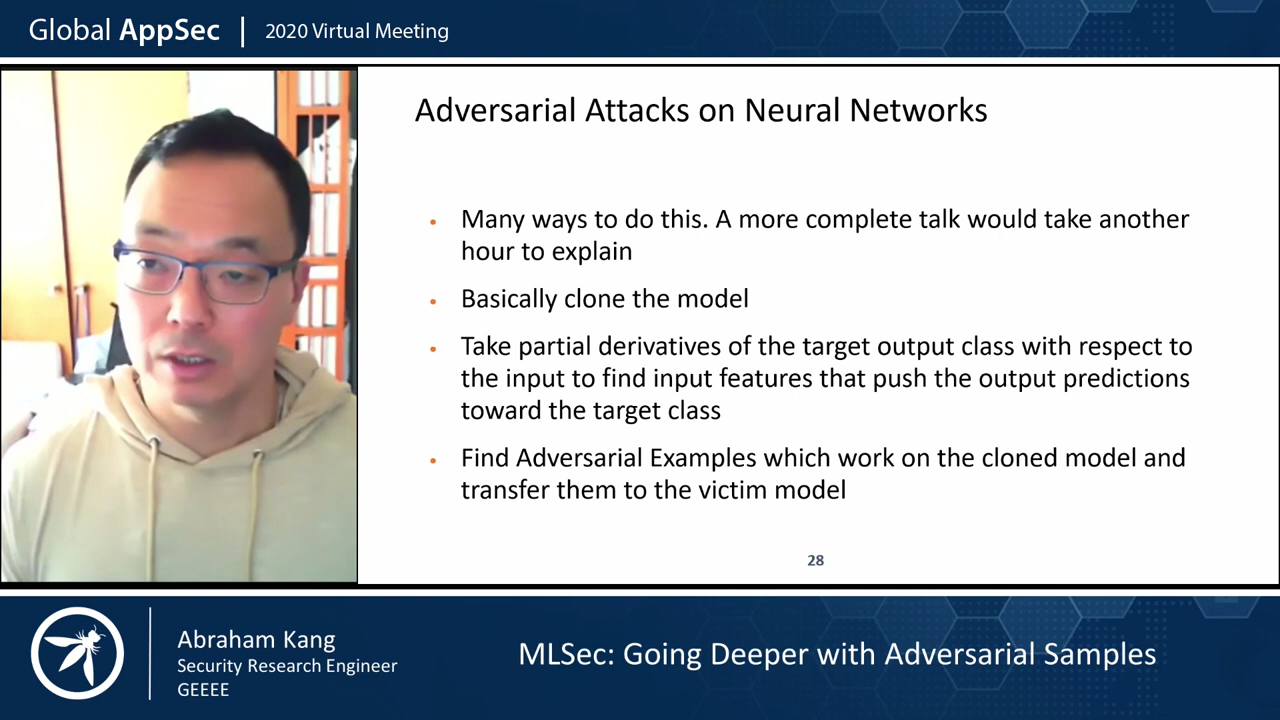 Global AppSec | 2020 Virtual Meeting
Adversarial Attacks on Neural Networks
• Many ways to do this. A more complete talk would take another
hour to explain
• Basically clone the model
• Take partial derivatives of the target output class with respect to
the input to find input features that push the output predictions
toward the target class
• Find Adversarial Examples which work on the cloned model and
transfer them to the victim model
28
Abraham Kang
Security Research Engineer
GEEEE
MLSec: Going Deeper with Adversarial Samples